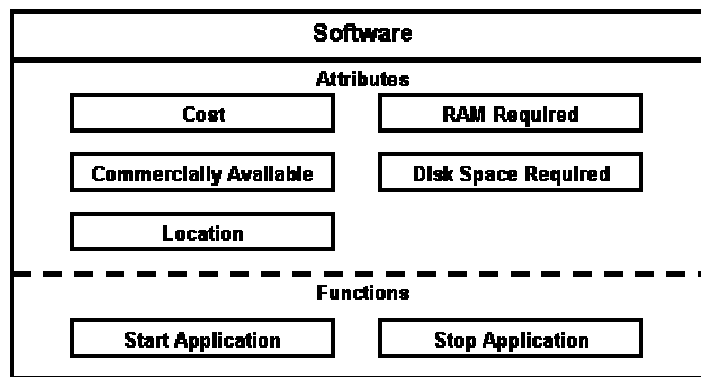 Software
Attributes
Cost
RAM Required
Commercially Available
Disk Space Required
Location
Functions
Start Application
Stop Application